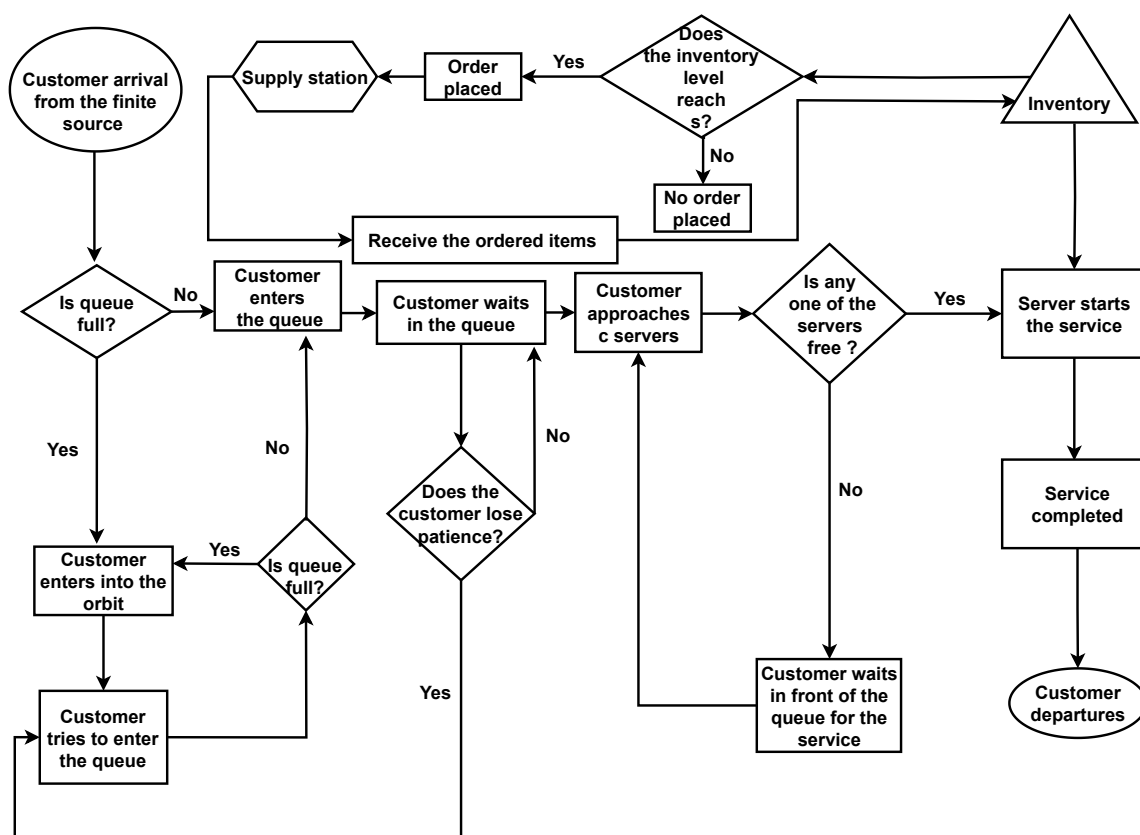 Customer arrival
from the finite
source
Supply station
Order
placed
Yes
Does
the inventory
level
reach
s?
Inventory
No
No order
placed
Receive the ordered items
Is queue
full?
No
Customer
enters
the queue
Customer waits
in the queue
Customer
approaches
c servers
Is any
one of the
servers
free ?
Yes
Server starts
the service
Yes
No
No
Does the
customer lose
patience?
No
Service
completed
Customer
enters into the
orbit
Yes
Is queue
full?
Yes
Customer
tries to enter
the queue
Customer waits
in front of the
queue for the
service
Customer
departures